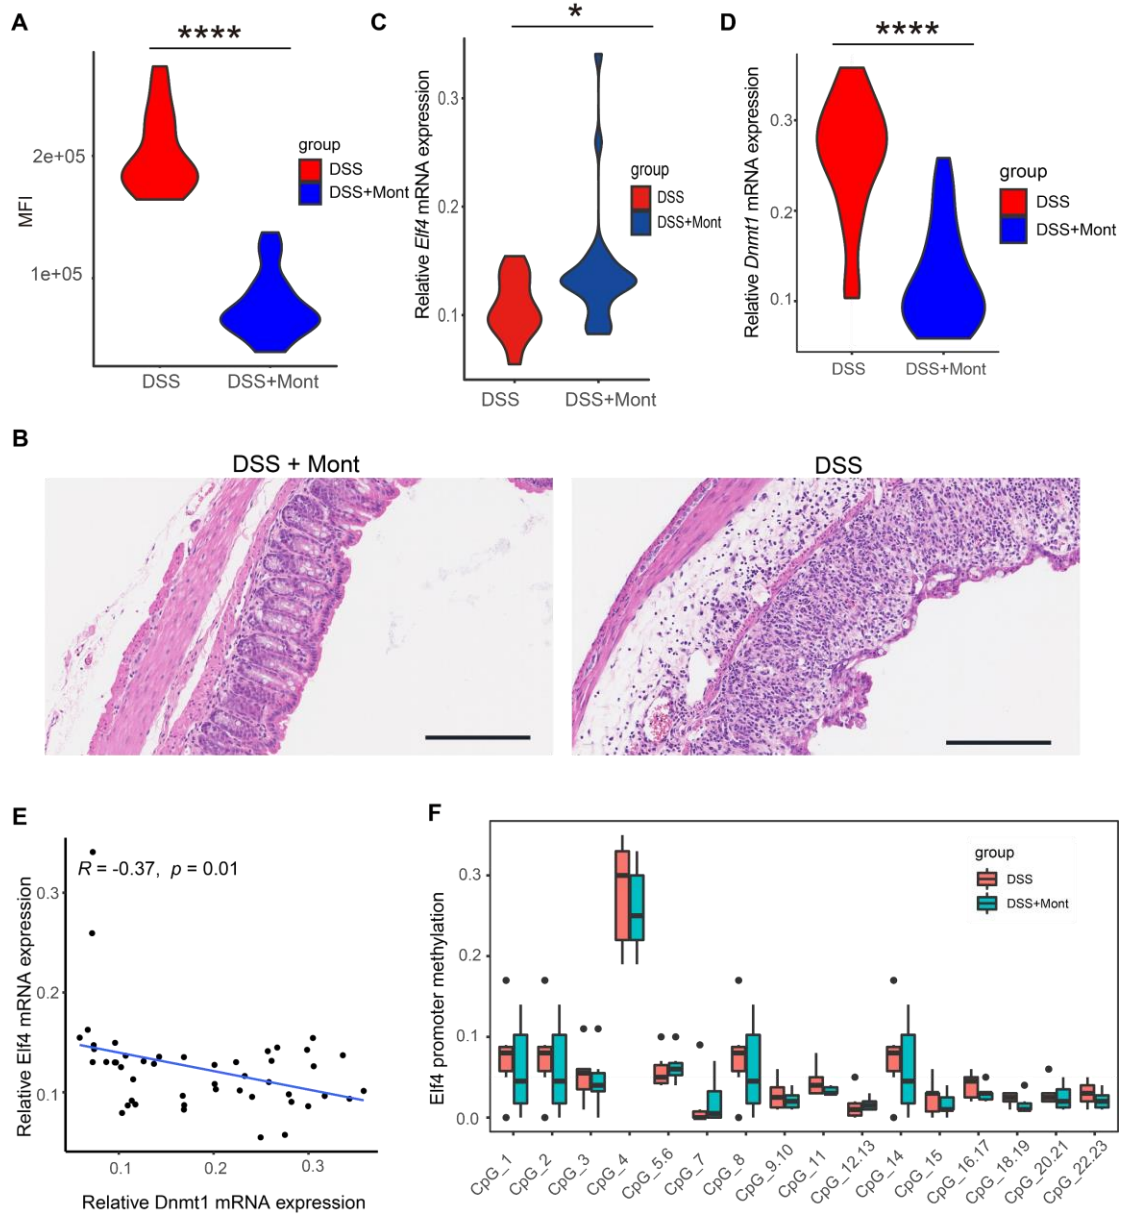 A
****
MFI
2e+05
1e+05
group
DSS
DSS+Mont
DSS
DSS+Mont
C
*
Relative Elf4 mRNA expression
0.3
0.2
0.1
group
DSS
DSS+Mont
DSS
DSS+Mont
D
****
Relative Dnmt1 mRNA expression
0.3
0.2
0.1
group
DSS
DSS+Mont
DSS
DSS+Mont
B
DSS + Mont
DSS
E
R = -0.37, p = 0.01
Relative Elf4 mRNA expression
0.3
0.2
0.1
0.1
0.2
0.3
Relative Dnmt1 mRNA expression
F
Elf4 promoter methylation
0.3
0.2
0.1
0.0
group
DSS
DSS+Mont
CpG_1
CpG_2
CpG_3
CpG_4
CpG_5.6
CpG_7
CpG_8
CpG_9.10
CpG_11
CpG_12.13
CpG_14
CpG_15
CpG_16.17
CpG_18.19
CpG_20.21
CpG_22.23